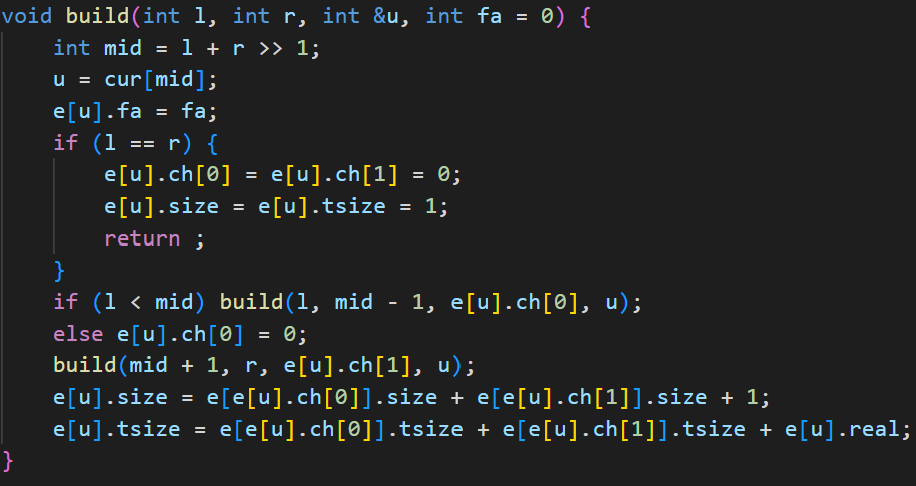 void build(int l, int r, int &u, int fa = 0) {
    int mid = l + r >> 1;
    u = cur[mid];
    e[u].fa = fa;
    if (l == r) {
        e[u].ch[0] = e[u].ch[1] = 0;
        e[u].size = e[u].tsize = 1;
        return ;
    }
    if (l < mid) build(l, mid - 1, e[u].ch[0], u);
    else e[u].ch[0] = 0;
    build(mid + 1, r, e[u].ch[1], u);
    e[u].size = e[e[u].ch[0]].size + e[e[u].ch[1]].size + 1;
    e[u].tsize = e[e[u].ch[0]].tsize + e[e[u].ch[1]].tsize + e[u].real;
}